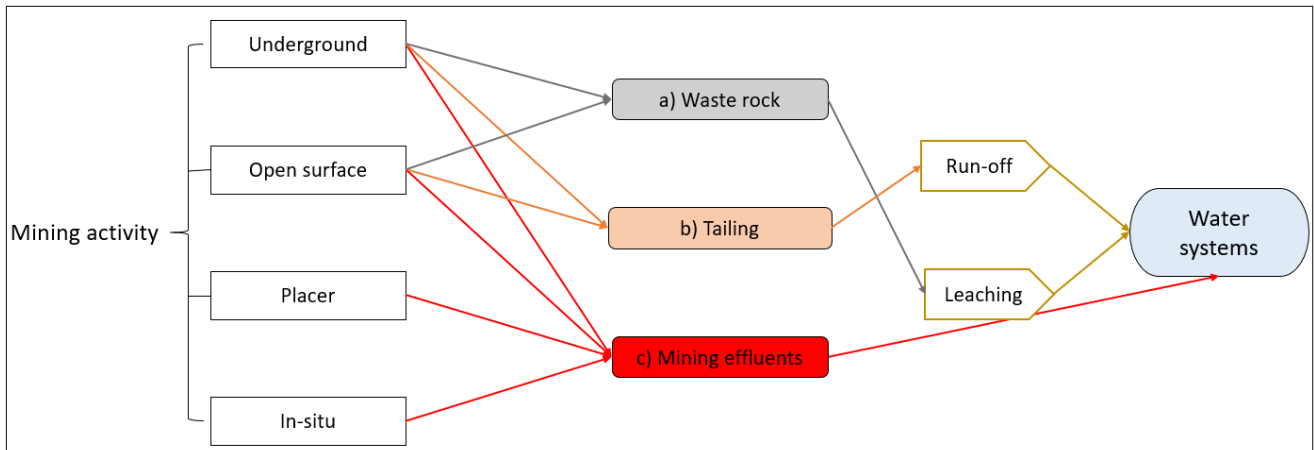 Mining activity
Underground
Open surface
Placer
In-situ
a) Waste rock
b) Tailing
c) Mining effluents
Run-off
Leaching
Water
systems